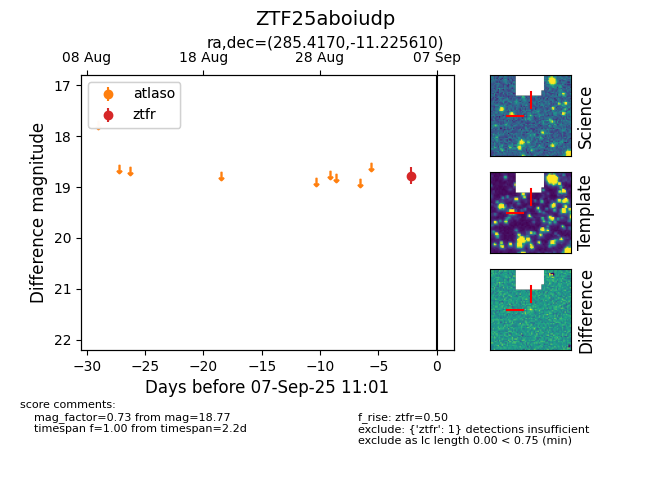 ZTF25aboiudp
ra,dec=(285.4170,-11.225610)
08 Aug
18 Aug
28 Aug
07 Sep
17
18
19
20
21
22
Difference magnitude
atlaso
ztfr
−30
−25
−20
−15
−10
−5
0
Days before 07-Sep-25 11:01
Science
Template
Difference
score comments:
mag_factor=0.73 from mag=18.77
timespan f=1.00 from timespan=2.2d
f_rise: ztfr=0.50
exclude: {'ztfr': 1} detections insufficient
exclude as lc length 0.00 < 0.75 (min)